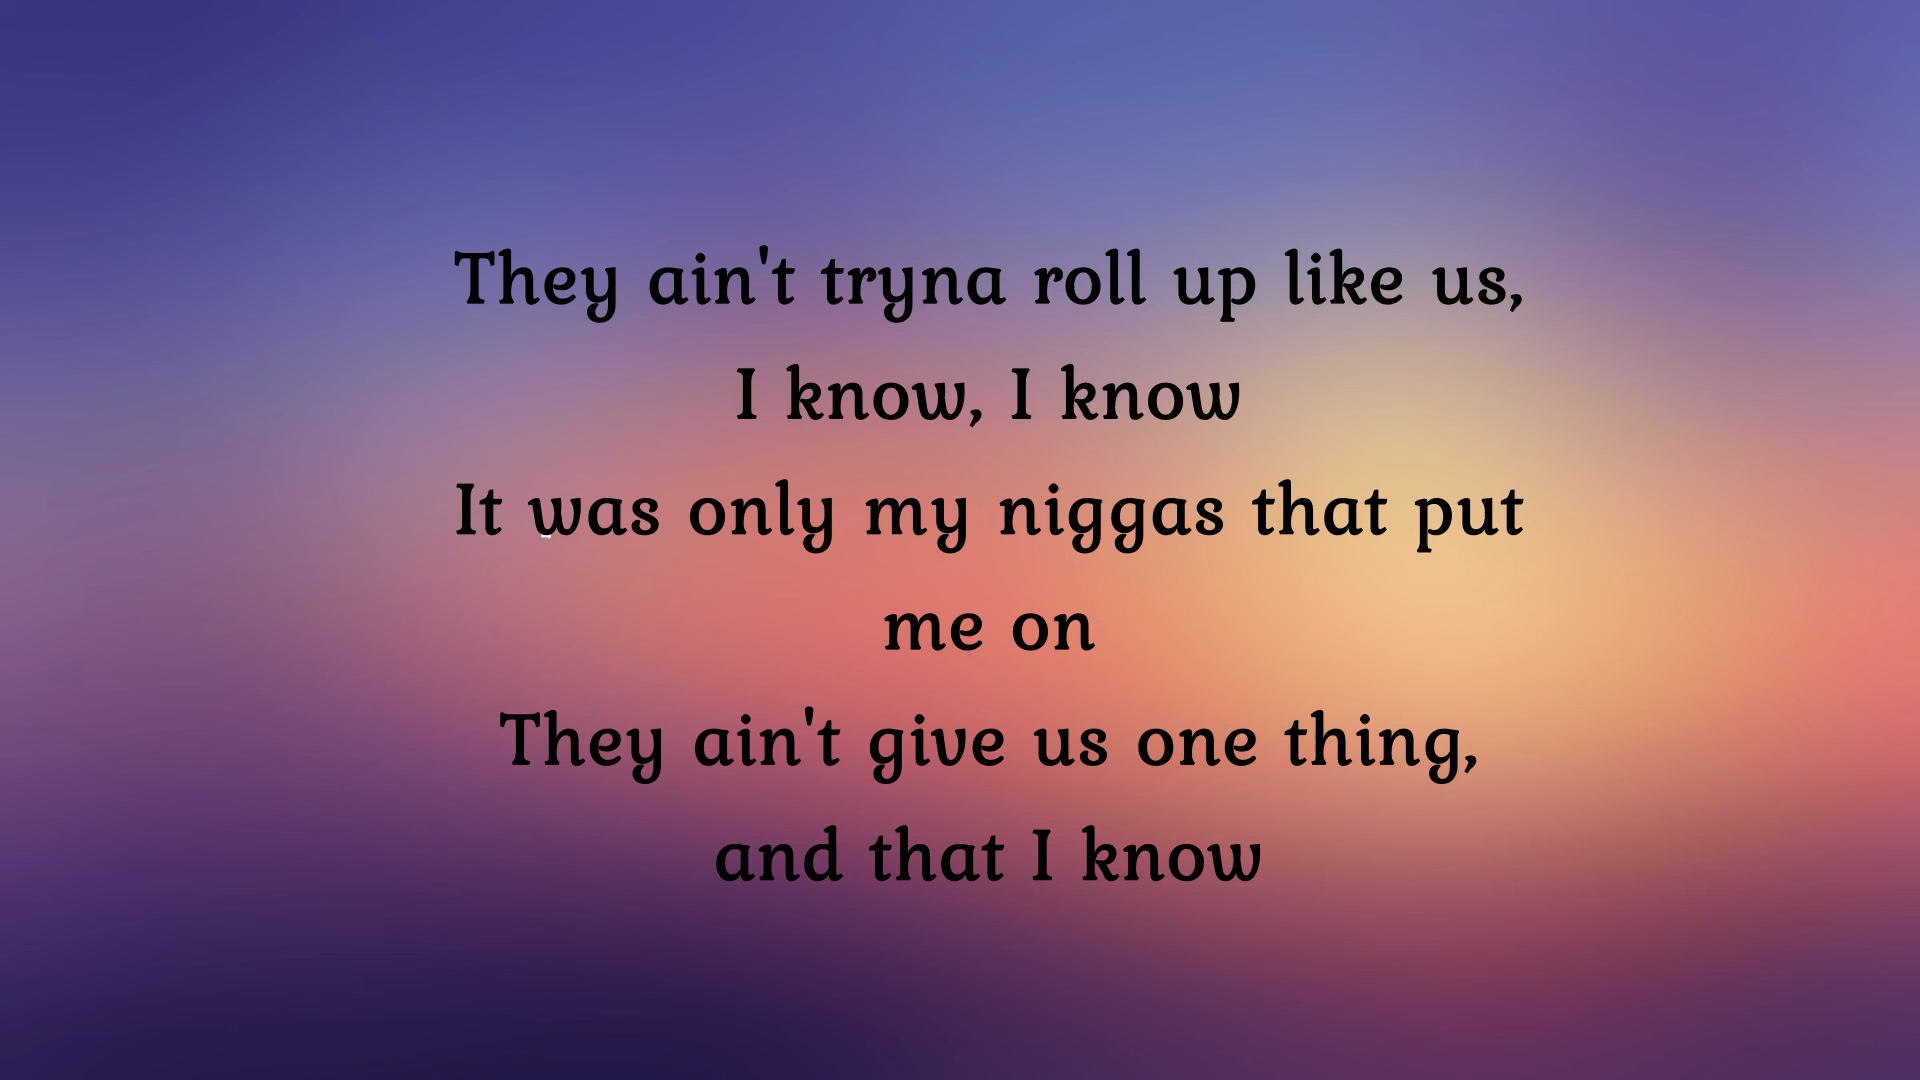 They ain't tryna roll up like us,
I know, I know
It was only my niggas that put
me on
They ain't give us one thing,
and that I know